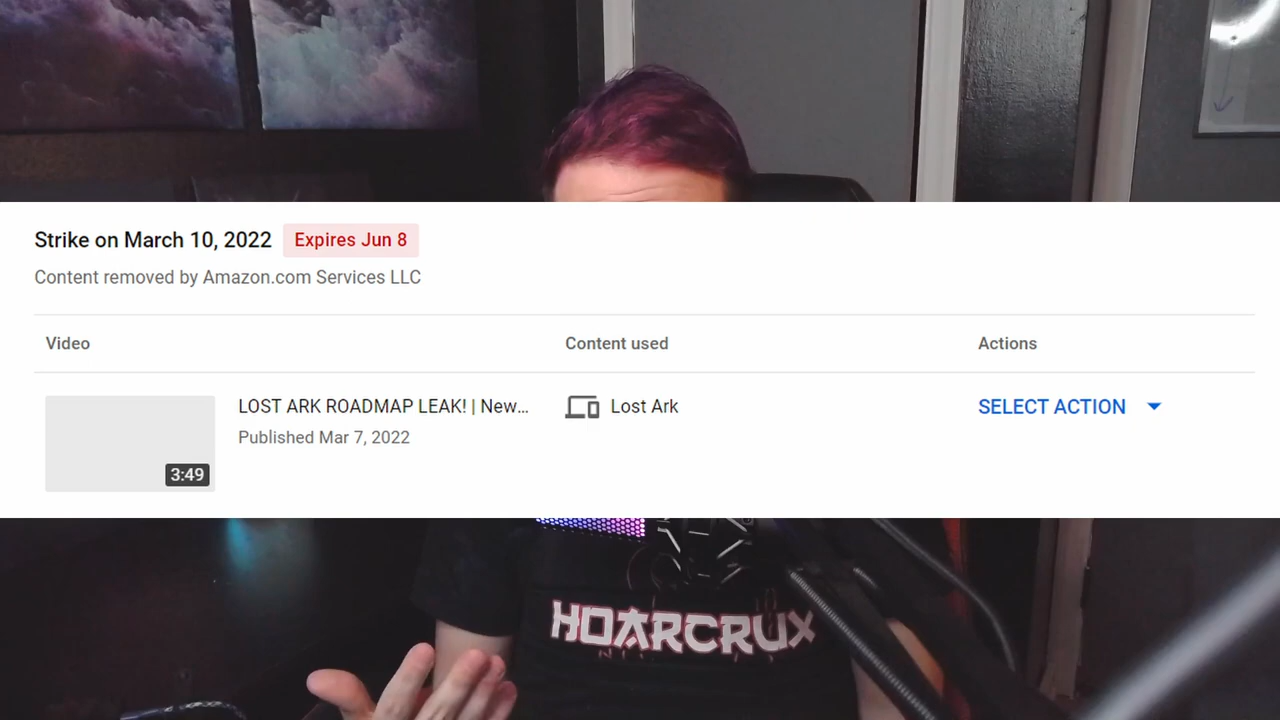 Strike on March 10, 2022 Expires Jun 8
Content removed by Amazon.com Services LLC
Video Content used Actions
LOST ARK ROADMAP LEAK! | New... Lost Ark SELECT ACTION
Published Mar 7, 2022
3:49
HOARCRUX